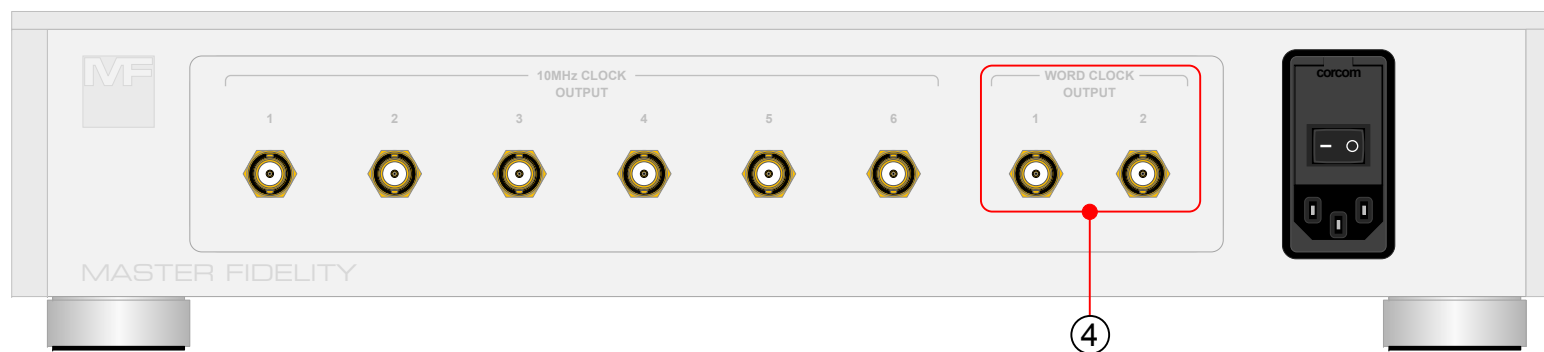 MF
10MHz CLOCK
OUTPUT
WORD CLOCK
OUTPUT
1 2 3 4 5 6 1 2
corcom
MASTER FIDELITY
4